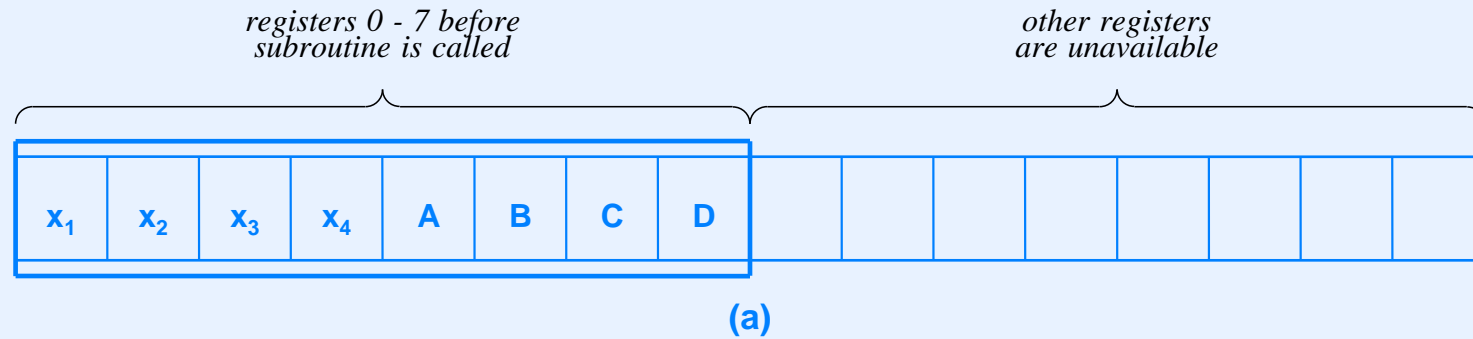 registers 0 - 7 before
subroutine is called
other registers
are unavailable
x₁ x₂ x₃ x₄ A B C D
(a)